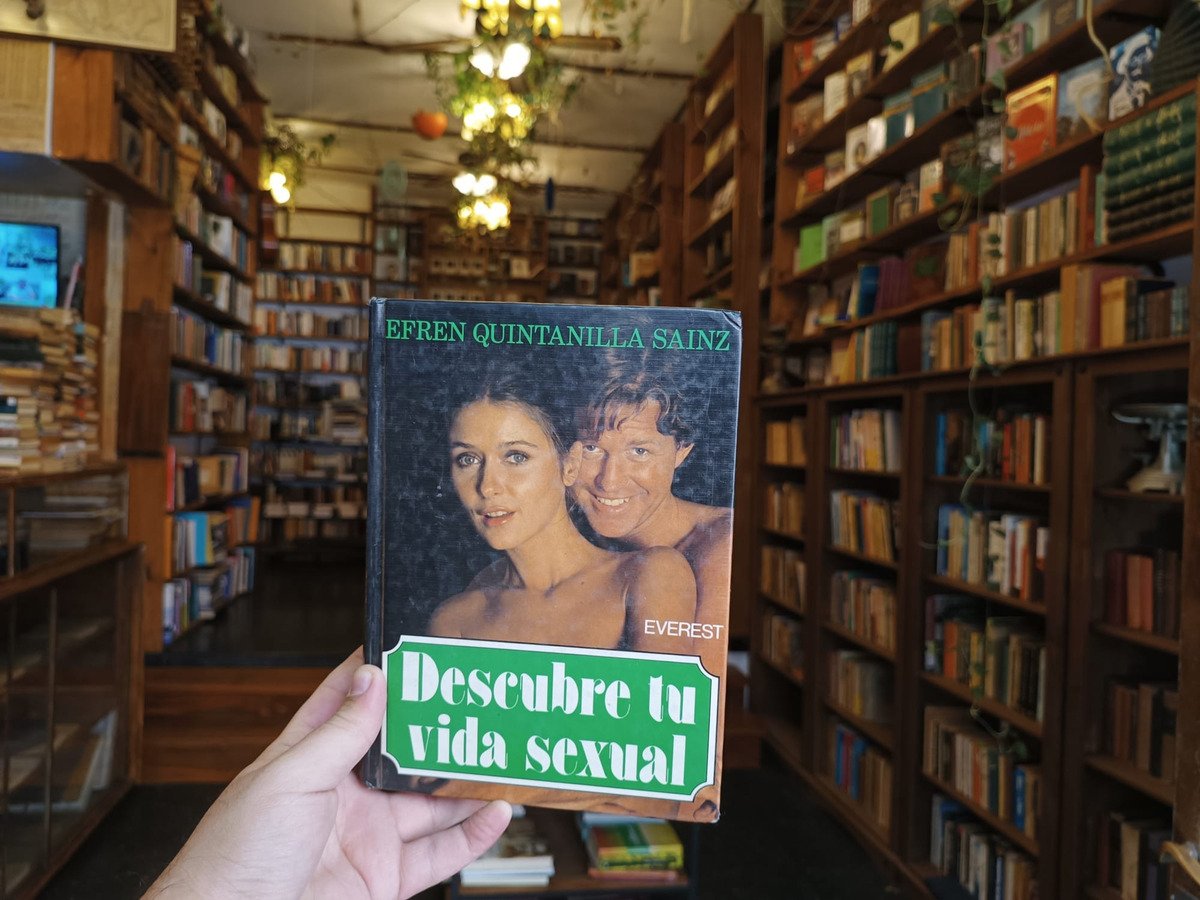 EFREN QUINTANILLA SAINZ
EVEREST
Descubre tu
vida sexual